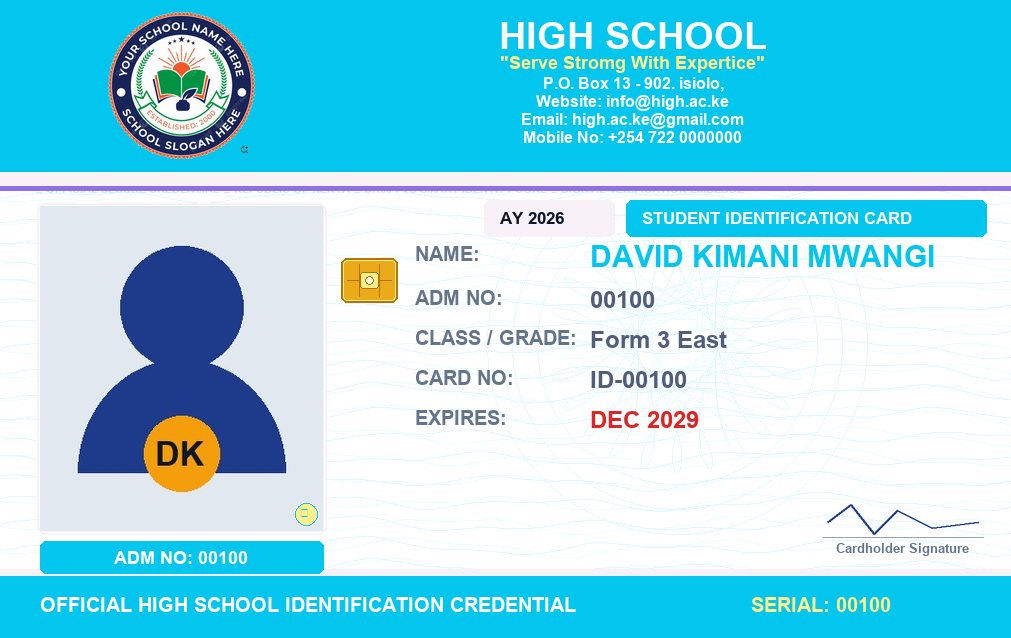 YOUR SCHOOL NAME HERE
ESTABLISHED: 2000
SCHOOL SLOGAN HERE
HIGH SCHOOL
"Serve Stromg With Expertice"
P.O. Box 13 - 902. isiolo,
Website: info@high.ac.ke
Email: high.ac.ke@gmail.com
Mobile No: +254 722 0000000
AY 2026
STUDENT IDENTIFICATION CARD
NAME: DAVID KIMANI MWANGI
ADM NO: 00100
CLASS / GRADE: Form 3 East
CARD NO: ID-00100
EXPIRES: DEC 2029
DK
Cardholder Signature
ADM NO: 00100
OFFICIAL HIGH SCHOOL IDENTIFICATION CREDENTIAL
SERIAL: 00100